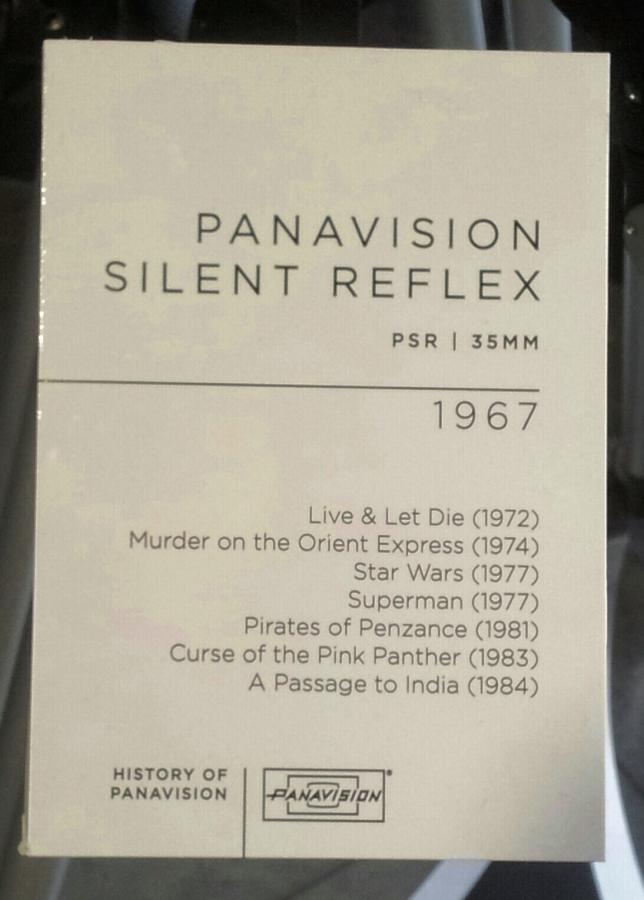 PANAVISION
SILENT REFLEX
PSR | 35MM
1967
Live & Let Die (1972)
Murder on the Orient Express (1974)
Star Wars (1977)
Superman (1977)
Pirates of Penzance (1981)
Curse of the Pink Panther (1983)
A Passage to India (1984)
HISTORY OF
PANAVISION
PANAVISION